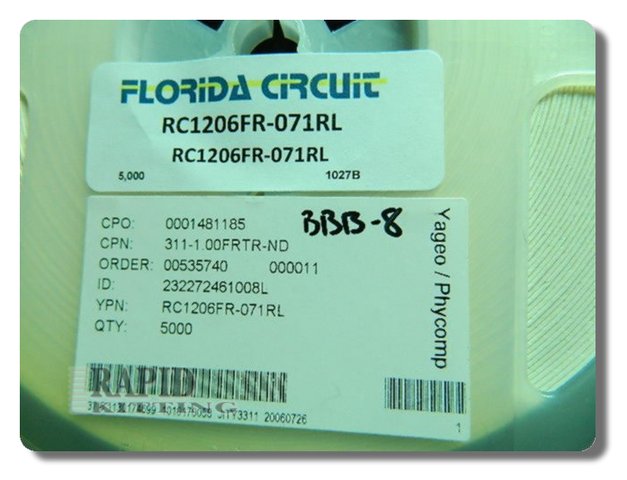 FLORIDA CIRCUIT
RC1206FR-071RL
RC1206FR-071RL
5,000 1027B
CPO: 0001481185 BBB-8
CPN: 311-1.00FRTR-ND
ORDER: 00535740 000011
ID: 232272461008L
YPN: RC1206FR-071RL
QTY: 5000
Yageo / Phycomp
RAPID
20060726
1